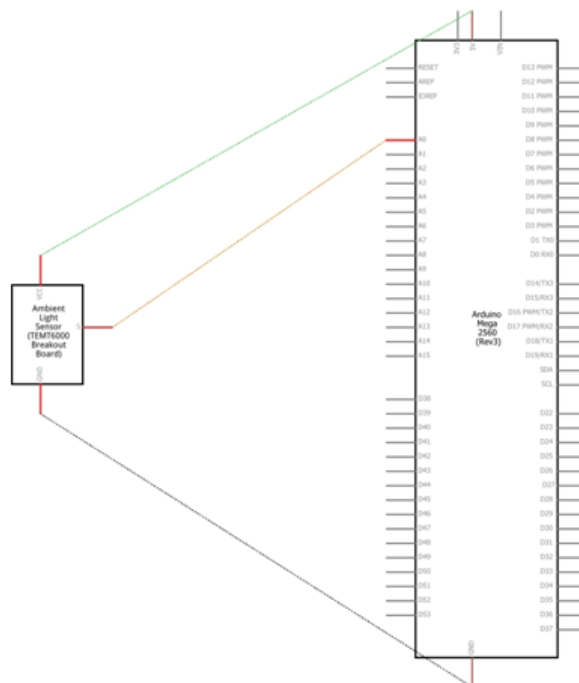 3V3
5V
VIN
RESET
AREF
IOREF
A0
A1
A2
A3
A4
A5
A6
A7
A8
A9
A10
A11
A12
A13
A14
A15
D38
D39
D40
D41
D42
D43
D44
D45
D46
D47
D48
D49
D50
D51
D52
D53
D13 PWM
D12 PWM
D11 PWM
D10 PWM
D9 PWM
D8 PWM
D7 PWM
D6 PWM
D5 PWM
D4 PWM
D2 PWM
D3 PWM
D1 TX0
D0 RX0
D14/TX3
D15/RX3
D16 PWM/TX2
D17 PWM/RX2
D18/TX1
D19/RX1
SDA
SCL
D22
D23
D24
D25
D26
D27
D28
D29
D30
D31
D32
D33
D34
D35
D36
D37
Arduino
Mega
2560
(Rev3)
GND
VCC
Ambient
Light
Sensor
(TEMT6000
Breakout
Board)
S
GND